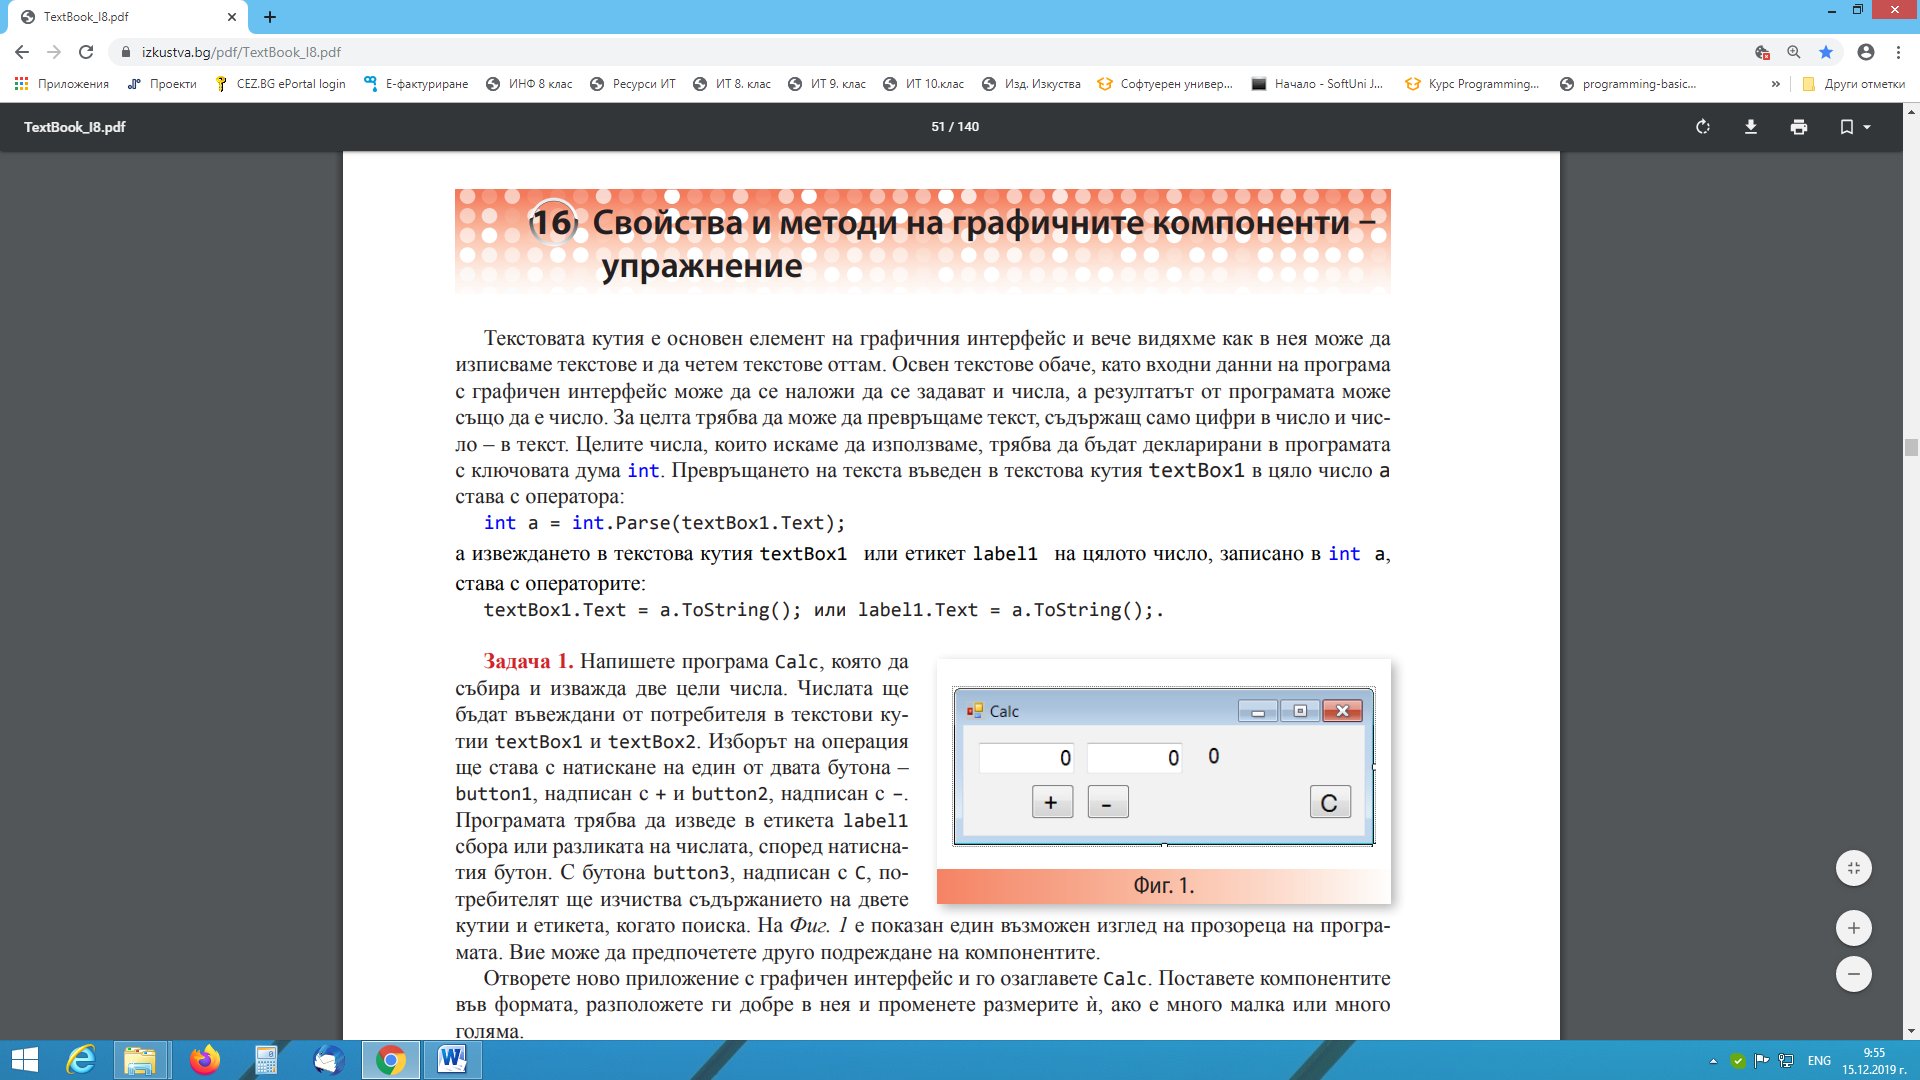 TextBook_I8.pdf
izkustva.bg/pdf/TextBook_I8.pdf
Приложения Проекти CEZ.BG ePortal login Е-фактуриране ИНФ 8 клас Ресурси ИТ ИТ 8. клас ИТ 9. клас ИТ 10.клас Изд. Изкуства Софтуерен универ... Начало - SoftUni J... Курс Programming... programming-basic... » Други отметки
TextBook_I8.pdf 51 / 140
16 Свойства и методи на графичните компоненти –
упражнение
Текстовата кутия е основен елемент на графичния интерфейс и вече видяхме как в нея може да
изписваме текстове и да четем текстове оттам. Освен текстове обаче, като входни данни на програма
с графичен интерфейс може да се наложи да се задават и числа, а резултатът от програмата може
също да е число. За целта трябва да може да превръщаме текст, съдържащ само цифри в число и чис-
ло – в текст. Целите числа, които искаме да използваме, трябва да бъдат декларирани в програмата
с ключовата дума int. Превръщането на текста въведен в текстова кутия textBox1 в цяло число a
става с оператора:
int a = int.Parse(textBox1.Text);
а извеждането в текстова кутия textBox1 или етикет label1 на цялото число, записано в int a,
става с операторите:
textBox1.Text = a.ToString(); или label1.Text = a.ToString();.
Задача 1. Напишете програма Calc, която да
събира и изважда две цели числа. Числата ще
бъдат въвеждани от потребителя в текстови ку-
тии textBox1 и textBox2. Изборът на операция
ще става с натискане на един от двата бутона –
button1, надписан с + и button2, надписан с –.
Програмата трябва да изведе в етикета label1
сбора или разликата на числата, според натисна-
тия бутон. С бутона button3, надписан с C, по-
требителят ще изчиства съдържанието на двете
кутии и етикета, когато поиска. На Фиг. 1 е показан един възможен изглед на прозореца на програ-
мата. Вие може да предпочетете друго подреждане на компонентите.
Calc
0 0 0
+ - C
Фиг. 1.
Отворете ново приложение с графичен интерфейс и го озаглавете Calc. Поставете компонентите
във формата, разположете ги добре в нея и променете размерите ѝ, ако е много малка или много
голяма.
ENG
9:55
15.12.2019 г.